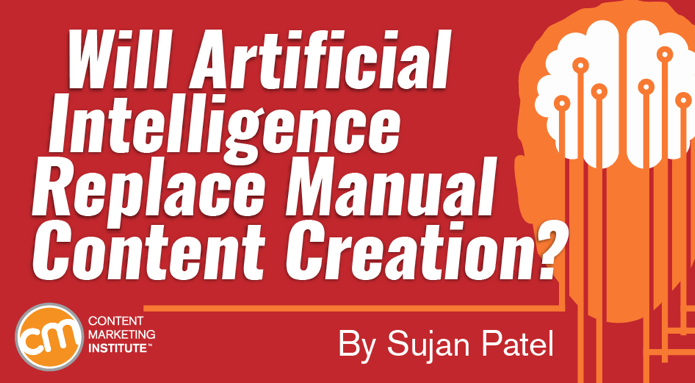 Will Artificial
Intelligence
Replace Manual
Content Creation?
cm
CONTENT
MARKETING
INSTITUTE™
By Sujan Patel